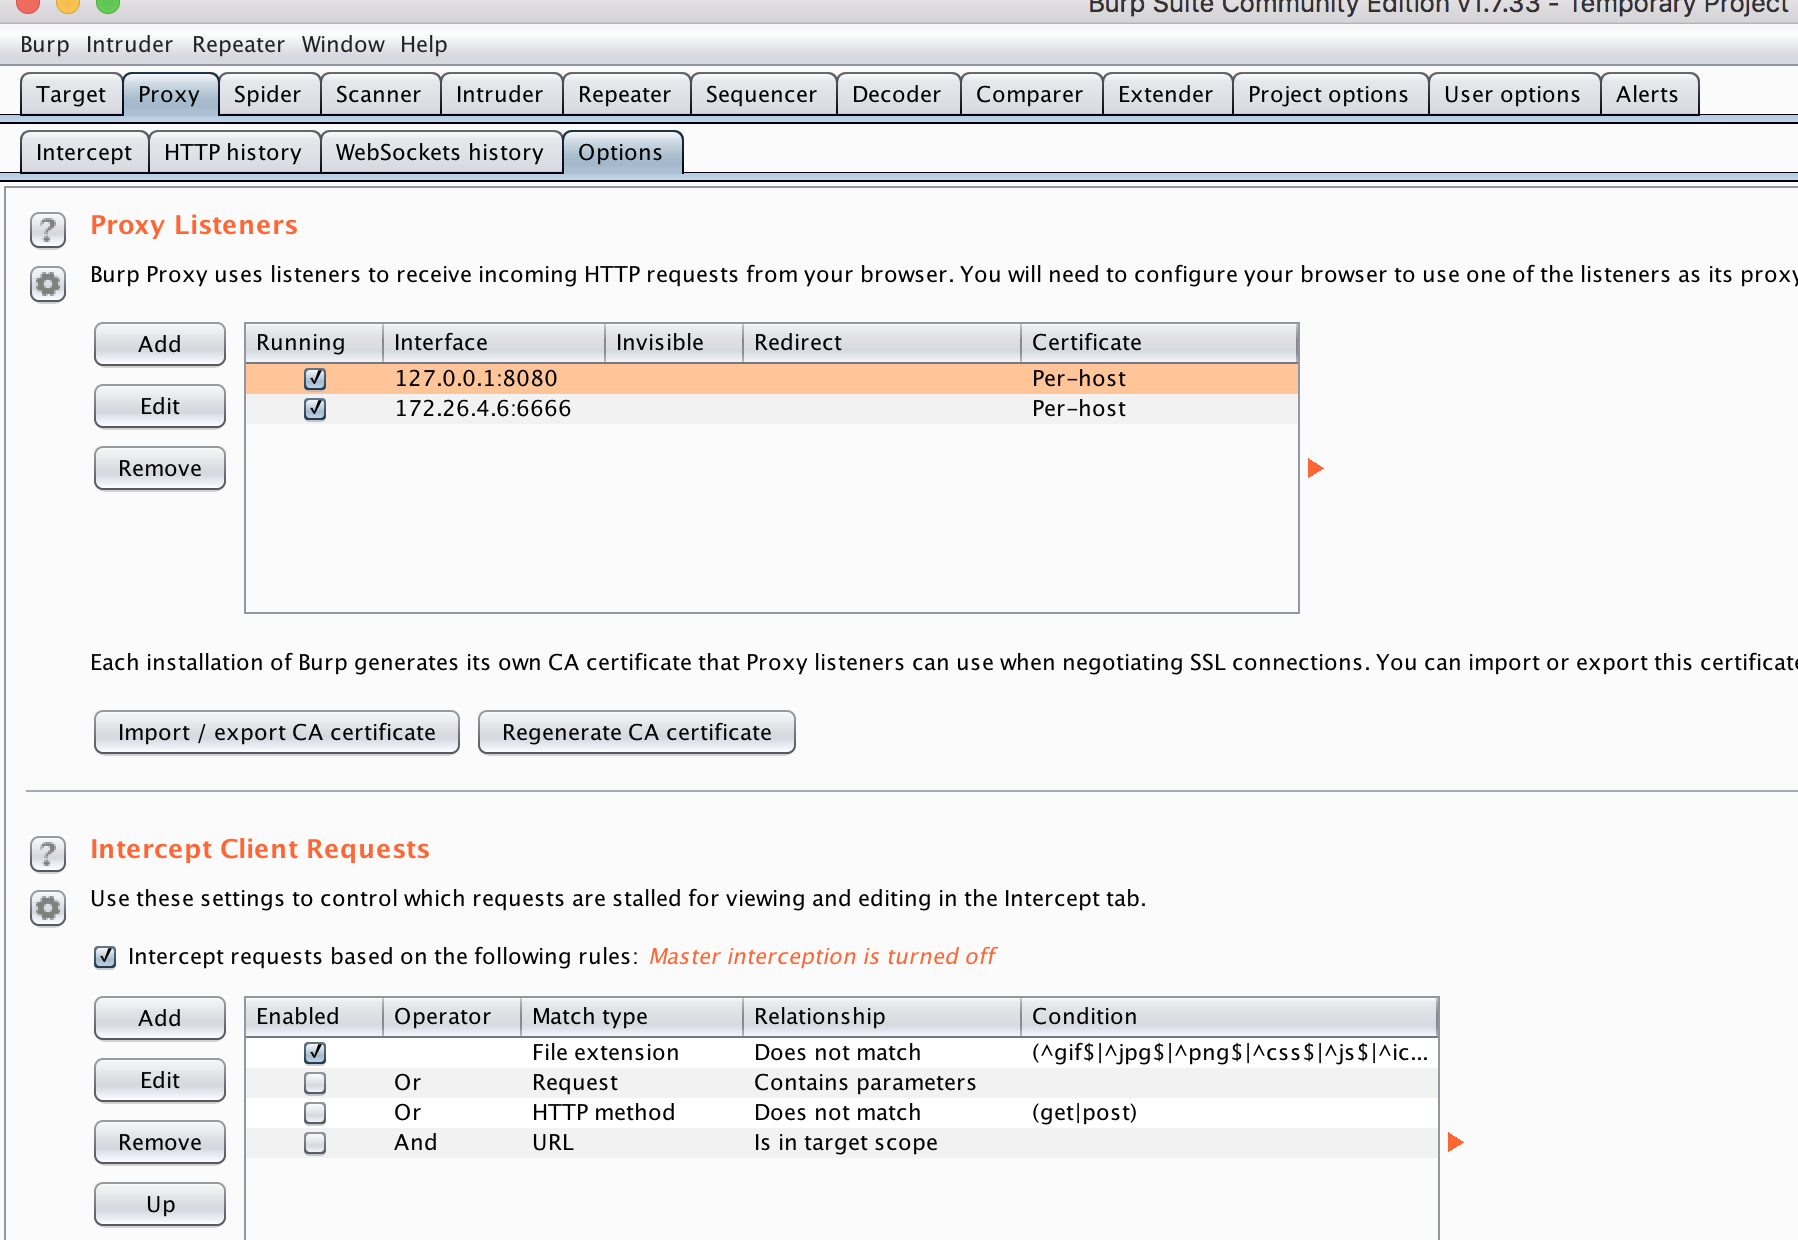 Burp Suite Community Edition v1.7.33 - Temporary Project
Burp Intruder Repeater Window Help
Target Proxy Spider Scanner Intruder Repeater Sequencer Decoder Comparer Extender Project options User options Alerts
Intercept HTTP history WebSockets history Options
? Proxy Listeners
Burp Proxy uses listeners to receive incoming HTTP requests from your browser. You will need to configure your browser to use one of the listeners as its proxy
Add
Edit
Remove
Running Interface Invisible Redirect Certificate
127.0.0.1:8080 Per-host
172.26.4.6:6666 Per-host
Each installation of Burp generates its own CA certificate that Proxy listeners can use when negotiating SSL connections. You can import or export this certificate
Import / export CA certificate Regenerate CA certificate
? Intercept Client Requests
Use these settings to control which requests are stalled for viewing and editing in the Intercept tab.
Intercept requests based on the following rules: Master interception is turned off
Add
Edit
Remove
Up
Enabled Operator Match type Relationship Condition
File extension Does not match (^gif$|^jpg$|^png$|^css$|^js$|^ic...
Or Request Contains parameters
Or HTTP method Does not match (get|post)
And URL Is in target scope